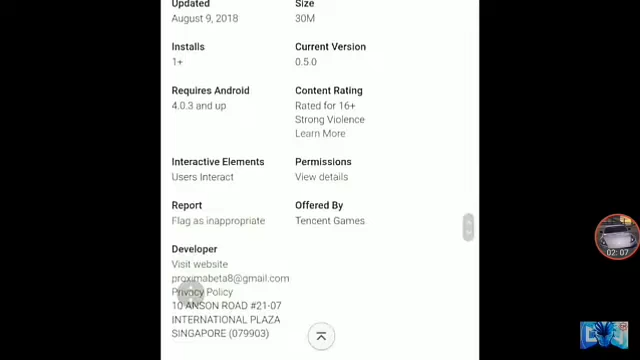 Updated
August 9, 2018
Size
30M
Installs
1+
Current Version
0.5.0
Requires Android
4.0.3 and up
Content Rating
Rated for 16+
Strong Violence
Learn More
Interactive Elements
Users Interact
Permissions
View details
Report
Flag as inappropriate
Offered By
Tencent Games
Developer
Visit website
proximabeta8@gmail.com
Privacy Policy
10 ANSON ROAD #21-07
INTERNATIONAL PLAZA
SINGAPORE (079903)
02:07